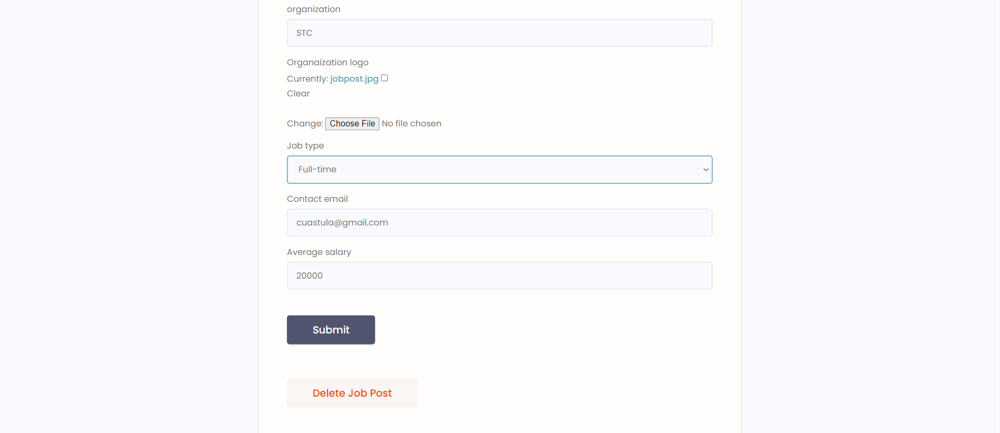 organization
STC
Organaization logo
Currently: jobpost.jpg
Clear
Change: Choose File No file chosen
Job type
Full-time
Contact email
cuastula@gmail.com
Average salary
20000
Submit
Delete Job Post